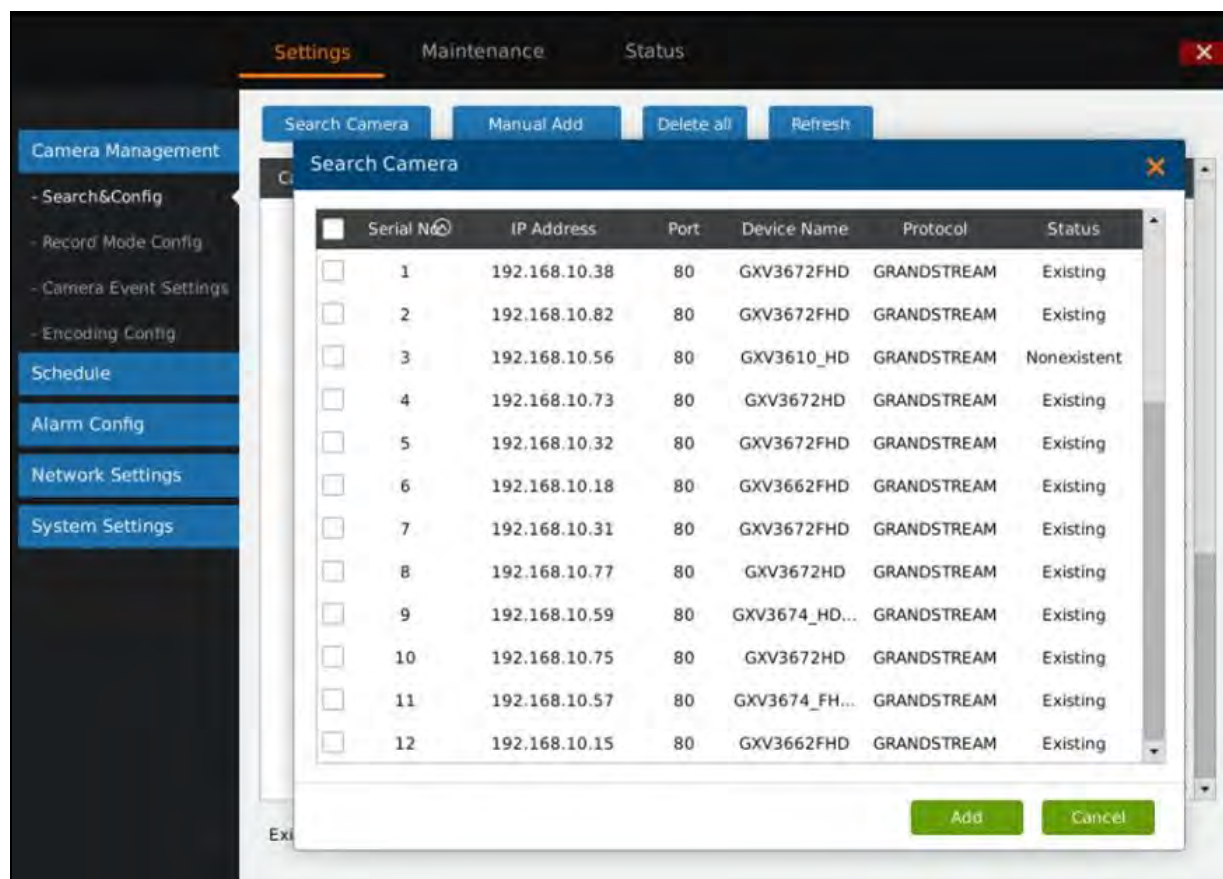 Settings Maintenance Status
Search Camera Manual Add Delete all Refresh
Camera Management
- Search&Config
- Record Mode Config
- Camera Event Settings
- Encoding Config
Schedule
Alarm Config
Network Settings
System Settings
Search Camera
Serial No IP Address Port Device Name Protocol Status
1 192.168.10.38 80 GXV3672FHD GRANDSTREAM Existing
2 192.168.10.82 80 GXV3672FHD GRANDSTREAM Existing
3 192.168.10.56 80 GXV3610_HD GRANDSTREAM Nonexistent
4 192.168.10.73 80 GXV3672HD GRANDSTREAM Existing
5 192.168.10.32 80 GXV3672FHD GRANDSTREAM Existing
6 192.168.10.18 80 GXV3662FHD GRANDSTREAM Existing
7 192.168.10.31 80 GXV3672FHD GRANDSTREAM Existing
8 192.168.10.77 80 GXV3672HD GRANDSTREAM Existing
9 192.168.10.59 80 GXV3674_HD... GRANDSTREAM Existing
10 192.168.10.75 80 GXV3672HD GRANDSTREAM Existing
11 192.168.10.57 80 GXV3674_FH... GRANDSTREAM Existing
12 192.168.10.15 80 GXV3662FHD GRANDSTREAM Existing
Add Cancel